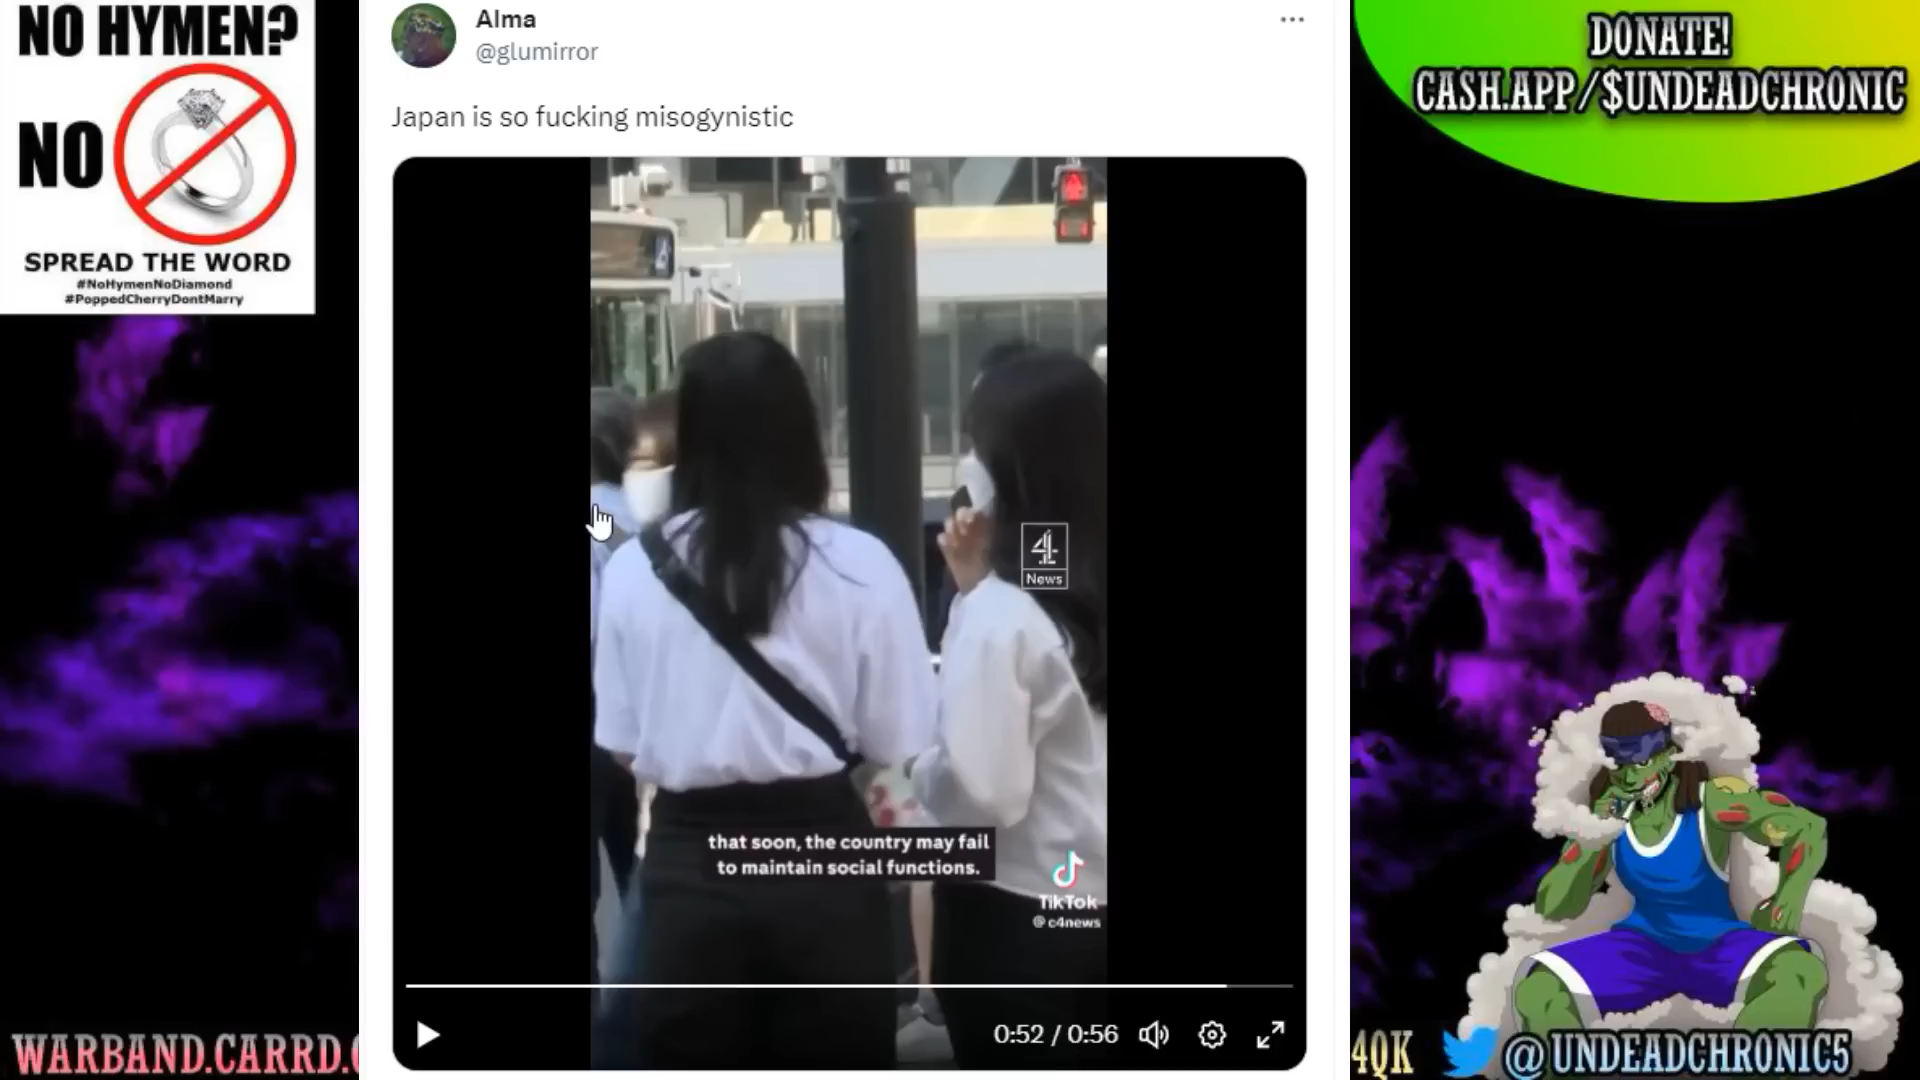 NO HYMEN?
NO
SPREAD THE WORD
#NoHymenNoDiamond
#PoppedCherryDontMarry
WARBAND.CARRD.
Alma
@glumirror
Japan is so fucking misogynistic
4
News
that soon, the country may fail
to maintain social functions.
TikTok
@c4news
0:52 / 0:56
DONATE!
CASH.APP/$UNDEADCHRONIC
4QK
@UNDEADCHRONIC5